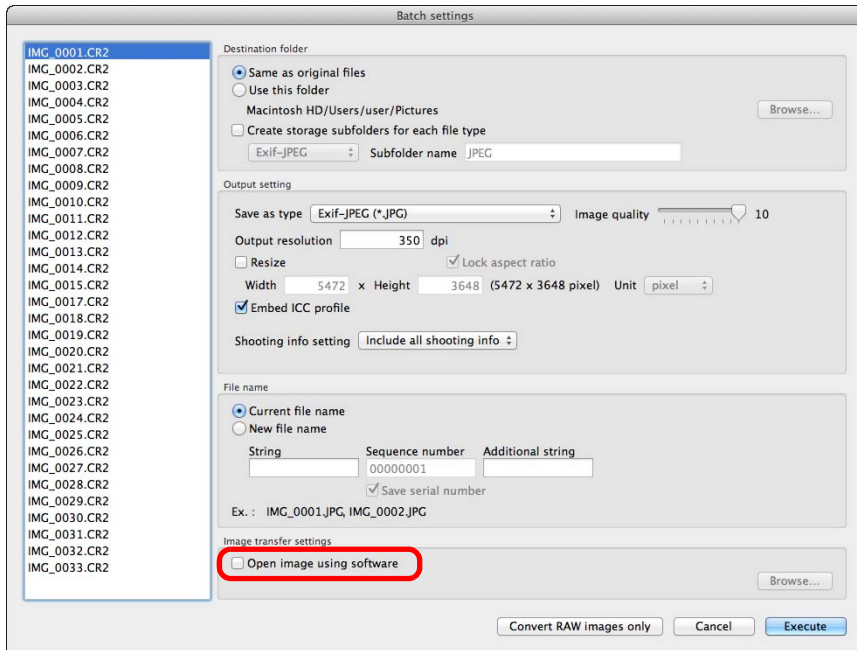 Batch settings
IMG_0001.CR2
IMG_0002.CR2
IMG_0003.CR2
IMG_0004.CR2
IMG_0005.CR2
IMG_0006.CR2
IMG_0007.CR2
IMG_0008.CR2
IMG_0009.CR2
IMG_0010.CR2
IMG_0011.CR2
IMG_0012.CR2
IMG_0013.CR2
IMG_0014.CR2
IMG_0015.CR2
IMG_0017.CR2
IMG_0018.CR2
IMG_0019.CR2
IMG_0020.CR2
IMG_0021.CR2
IMG_0022.CR2
IMG_0023.CR2
IMG_0024.CR2
IMG_0025.CR2
IMG_0026.CR2
IMG_0027.CR2
IMG_0028.CR2
IMG_0029.CR2
IMG_0030.CR2
IMG_0031.CR2
IMG_0032.CR2
IMG_0033.CR2
Destination folder
Same as original files
Use this folder
Macintosh HD/Users/user/Pictures Browse...
Create storage subfolders for each file type
Exif-JPEG Subfolder name JPEG
Output setting
Save as type Exif-JPEG (*.JPG) Image quality 10
Output resolution 350 dpi
Resize Lock aspect ratio
Width 5472 x Height 3648 (5472 x 3648 pixel) Unit pixel
Embed ICC profile
Shooting info setting Include all shooting info
File name
Current file name
New file name
String Sequence number Additional string
00000001
Save serial number
Ex. : IMG_0001.JPG, IMG_0002.JPG
Image transfer settings
Open image using software
Browse...
Convert RAW images only Cancel Execute